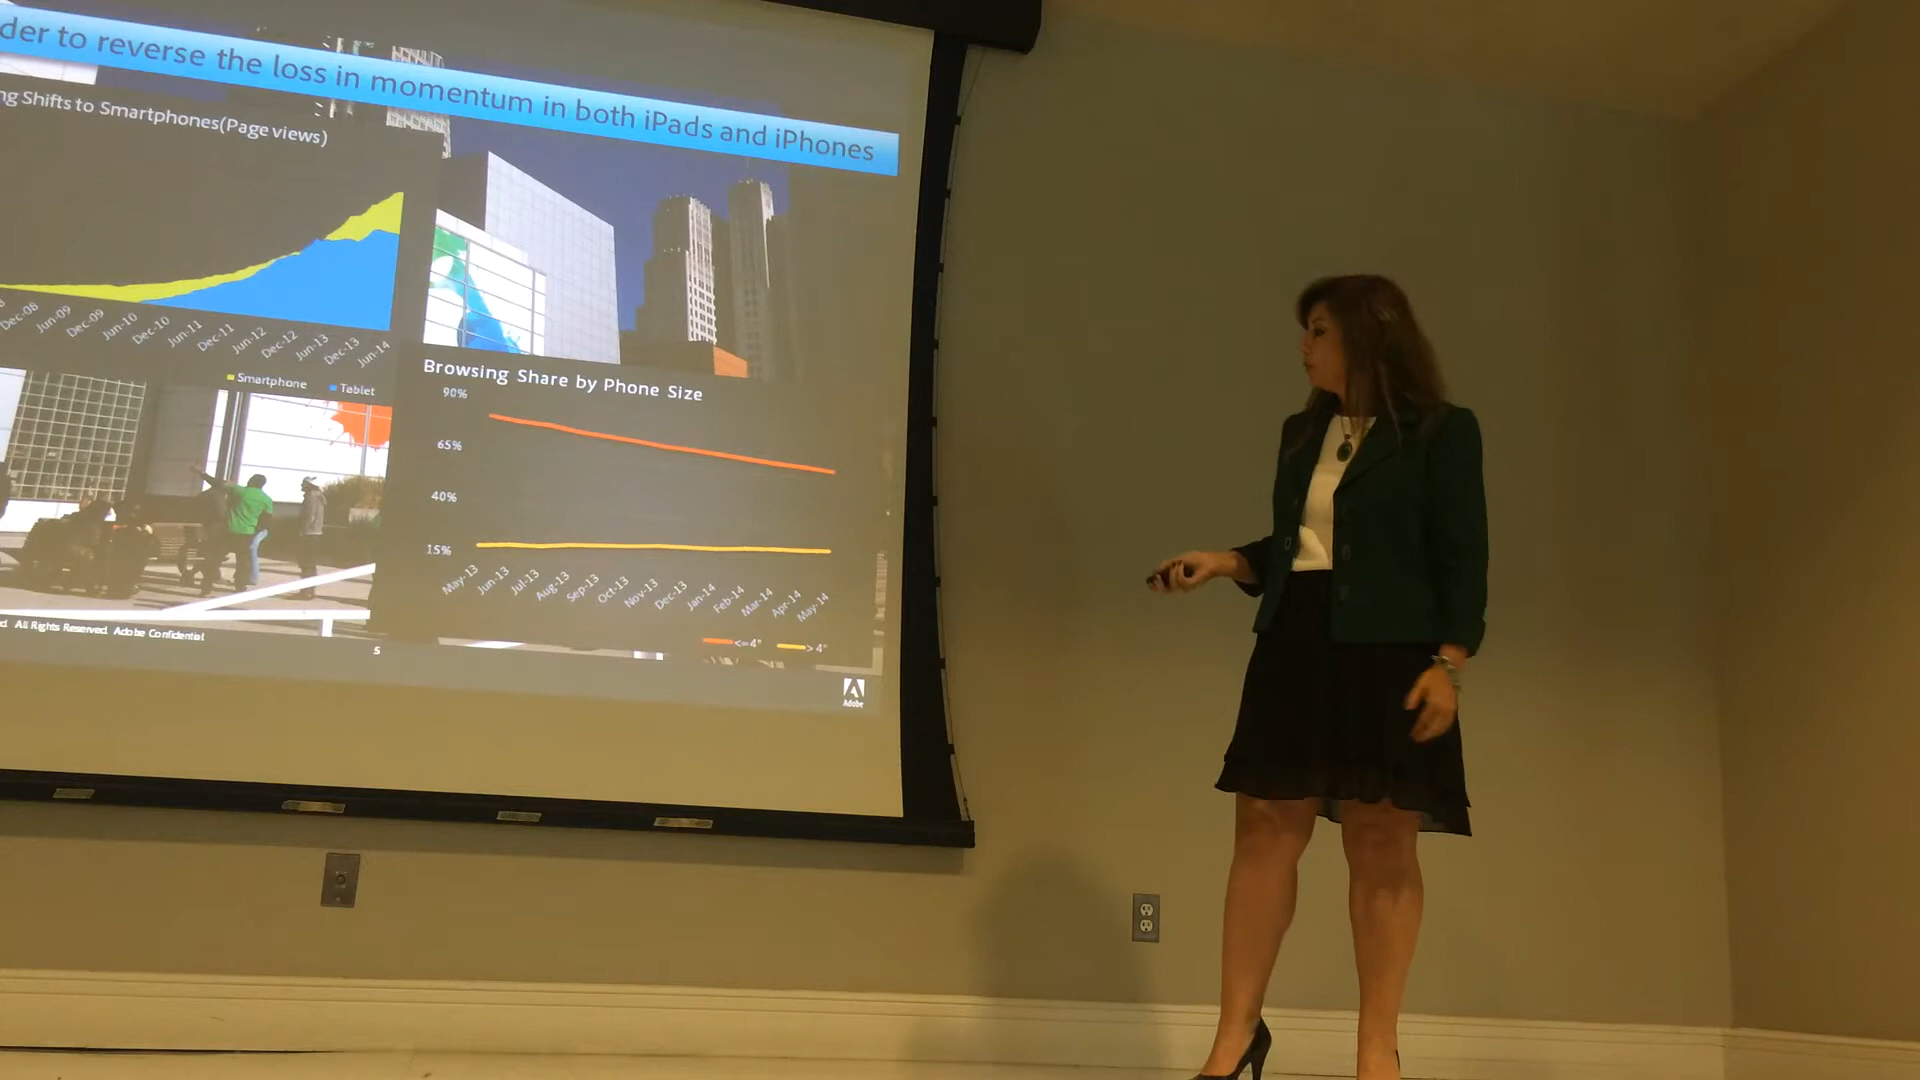 der to reverse the loss in momentum in both iPads and iPhones
ng Shifts to Smartphones(Page views)
Dec-08
Jun-09
Dec-09
Jun-10
Dec-10
Jun-11
Dec-11
Jun-12
Dec-12
Jun-13
Dec-13
Jun-14
Smartphone Tablet
Browsing Share by Phone Size
90%
65%
40%
15%
May-13
Jun-13
Jul-13
Aug-13
Sep-13
Oct-13
Nov-13
Dec-13
Jan-14
Feb-14
Mar-14
Apr-14
May-14
<=4" >4"
d. All Rights Reserved. Adobe Confidential
5
Adobe